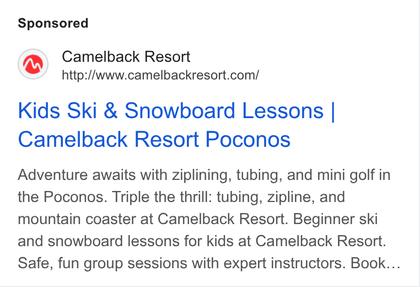 Sponsored
Camelback Resort
http://www.camelbackresort.com/
Kids Ski & Snowboard Lessons |
Camelback Resort Poconos
Adventure awaits with ziplining, tubing, and mini golf in
the Poconos. Triple the thrill: tubing, zipline, and
mountain coaster at Camelback Resort. Beginner ski
and snowboard lessons for kids at Camelback Resort.
Safe, fun group sessions with expert instructors. Book...